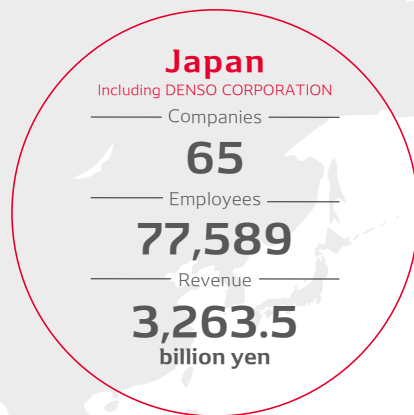 Japan
Including DENSO CORPORATION
Companies
65
Employees
77,589
Revenue
3,263.5
billion yen